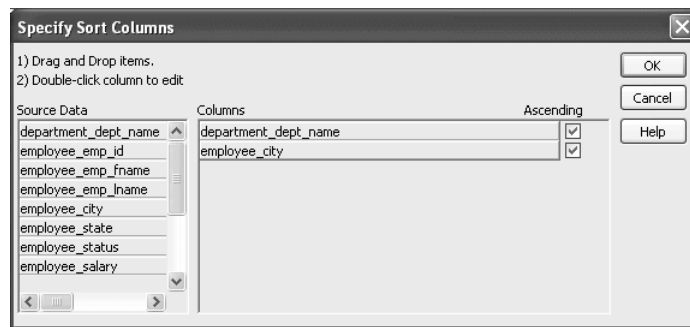 Specify Sort Columns
1) Drag and Drop items.
2) Double-click column to edit
OK
Cancel
Help
Source Data
department_dept_name
employee_emp_id
employee_emp_fname
employee_emp_lname
employee_city
employee_state
employee_status
employee_salary
Columns Ascending
department_dept_name
employee_city